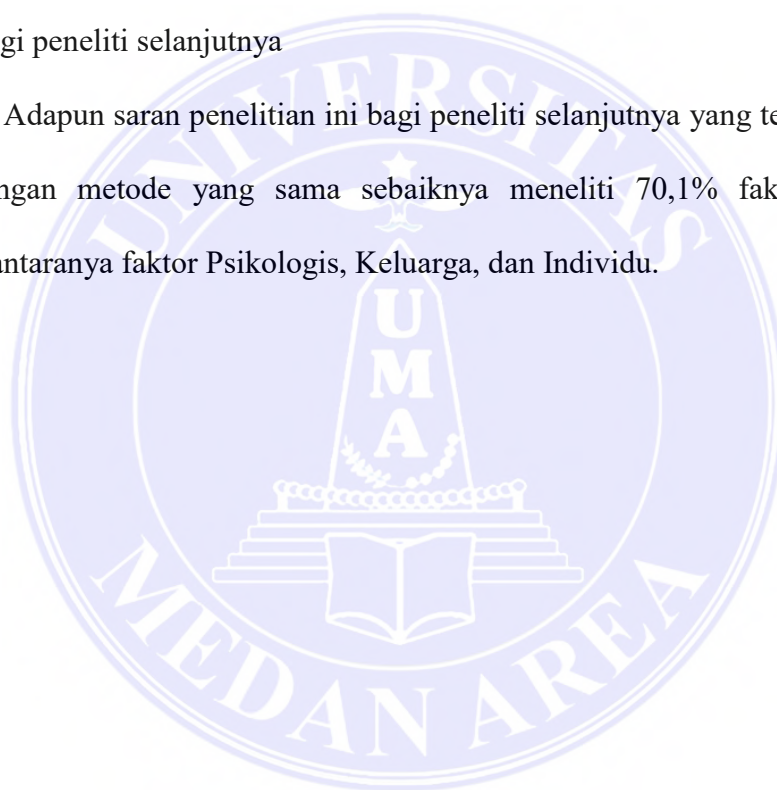 gi peneliti selanjutnya
Adapun saran penelitian ini bagi peneliti selanjutnya yang te
ngan metode yang sama sebaiknya meneliti 70,1% fak
antaranya faktor Psikologis, Keluarga, dan Individu.
UNIVERSITAS
UMA
MEDAN AREA